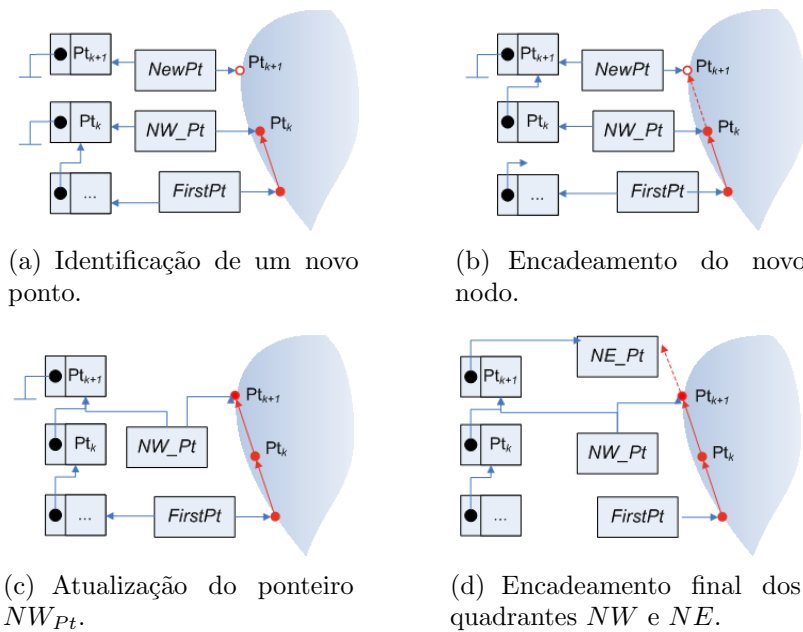 Pt_{k+1}
NewPt
Pt_{k+1}
Pt_k
NW_Pt
Pt_k
...
FirstPt
(a) Identificação de um novo
ponto.
Pt_{k+1}
NewPt
Pt_{k+1}
Pt_k
NW_Pt
Pt_k
...
FirstPt
(b) Encadeamento do novo
nodo.
Pt_{k+1}
Pt_{k+1}
Pt_k
NW_Pt
Pt_k
...
FirstPt
(c) Atualização do ponteiro
NW_{Pt}.
NE_Pt
Pt_{k+1}
Pt_{k+1}
Pt_k
NW_Pt
Pt_k
...
FirstPt
(d) Encadeamento final dos
quadrantes NW e NE.